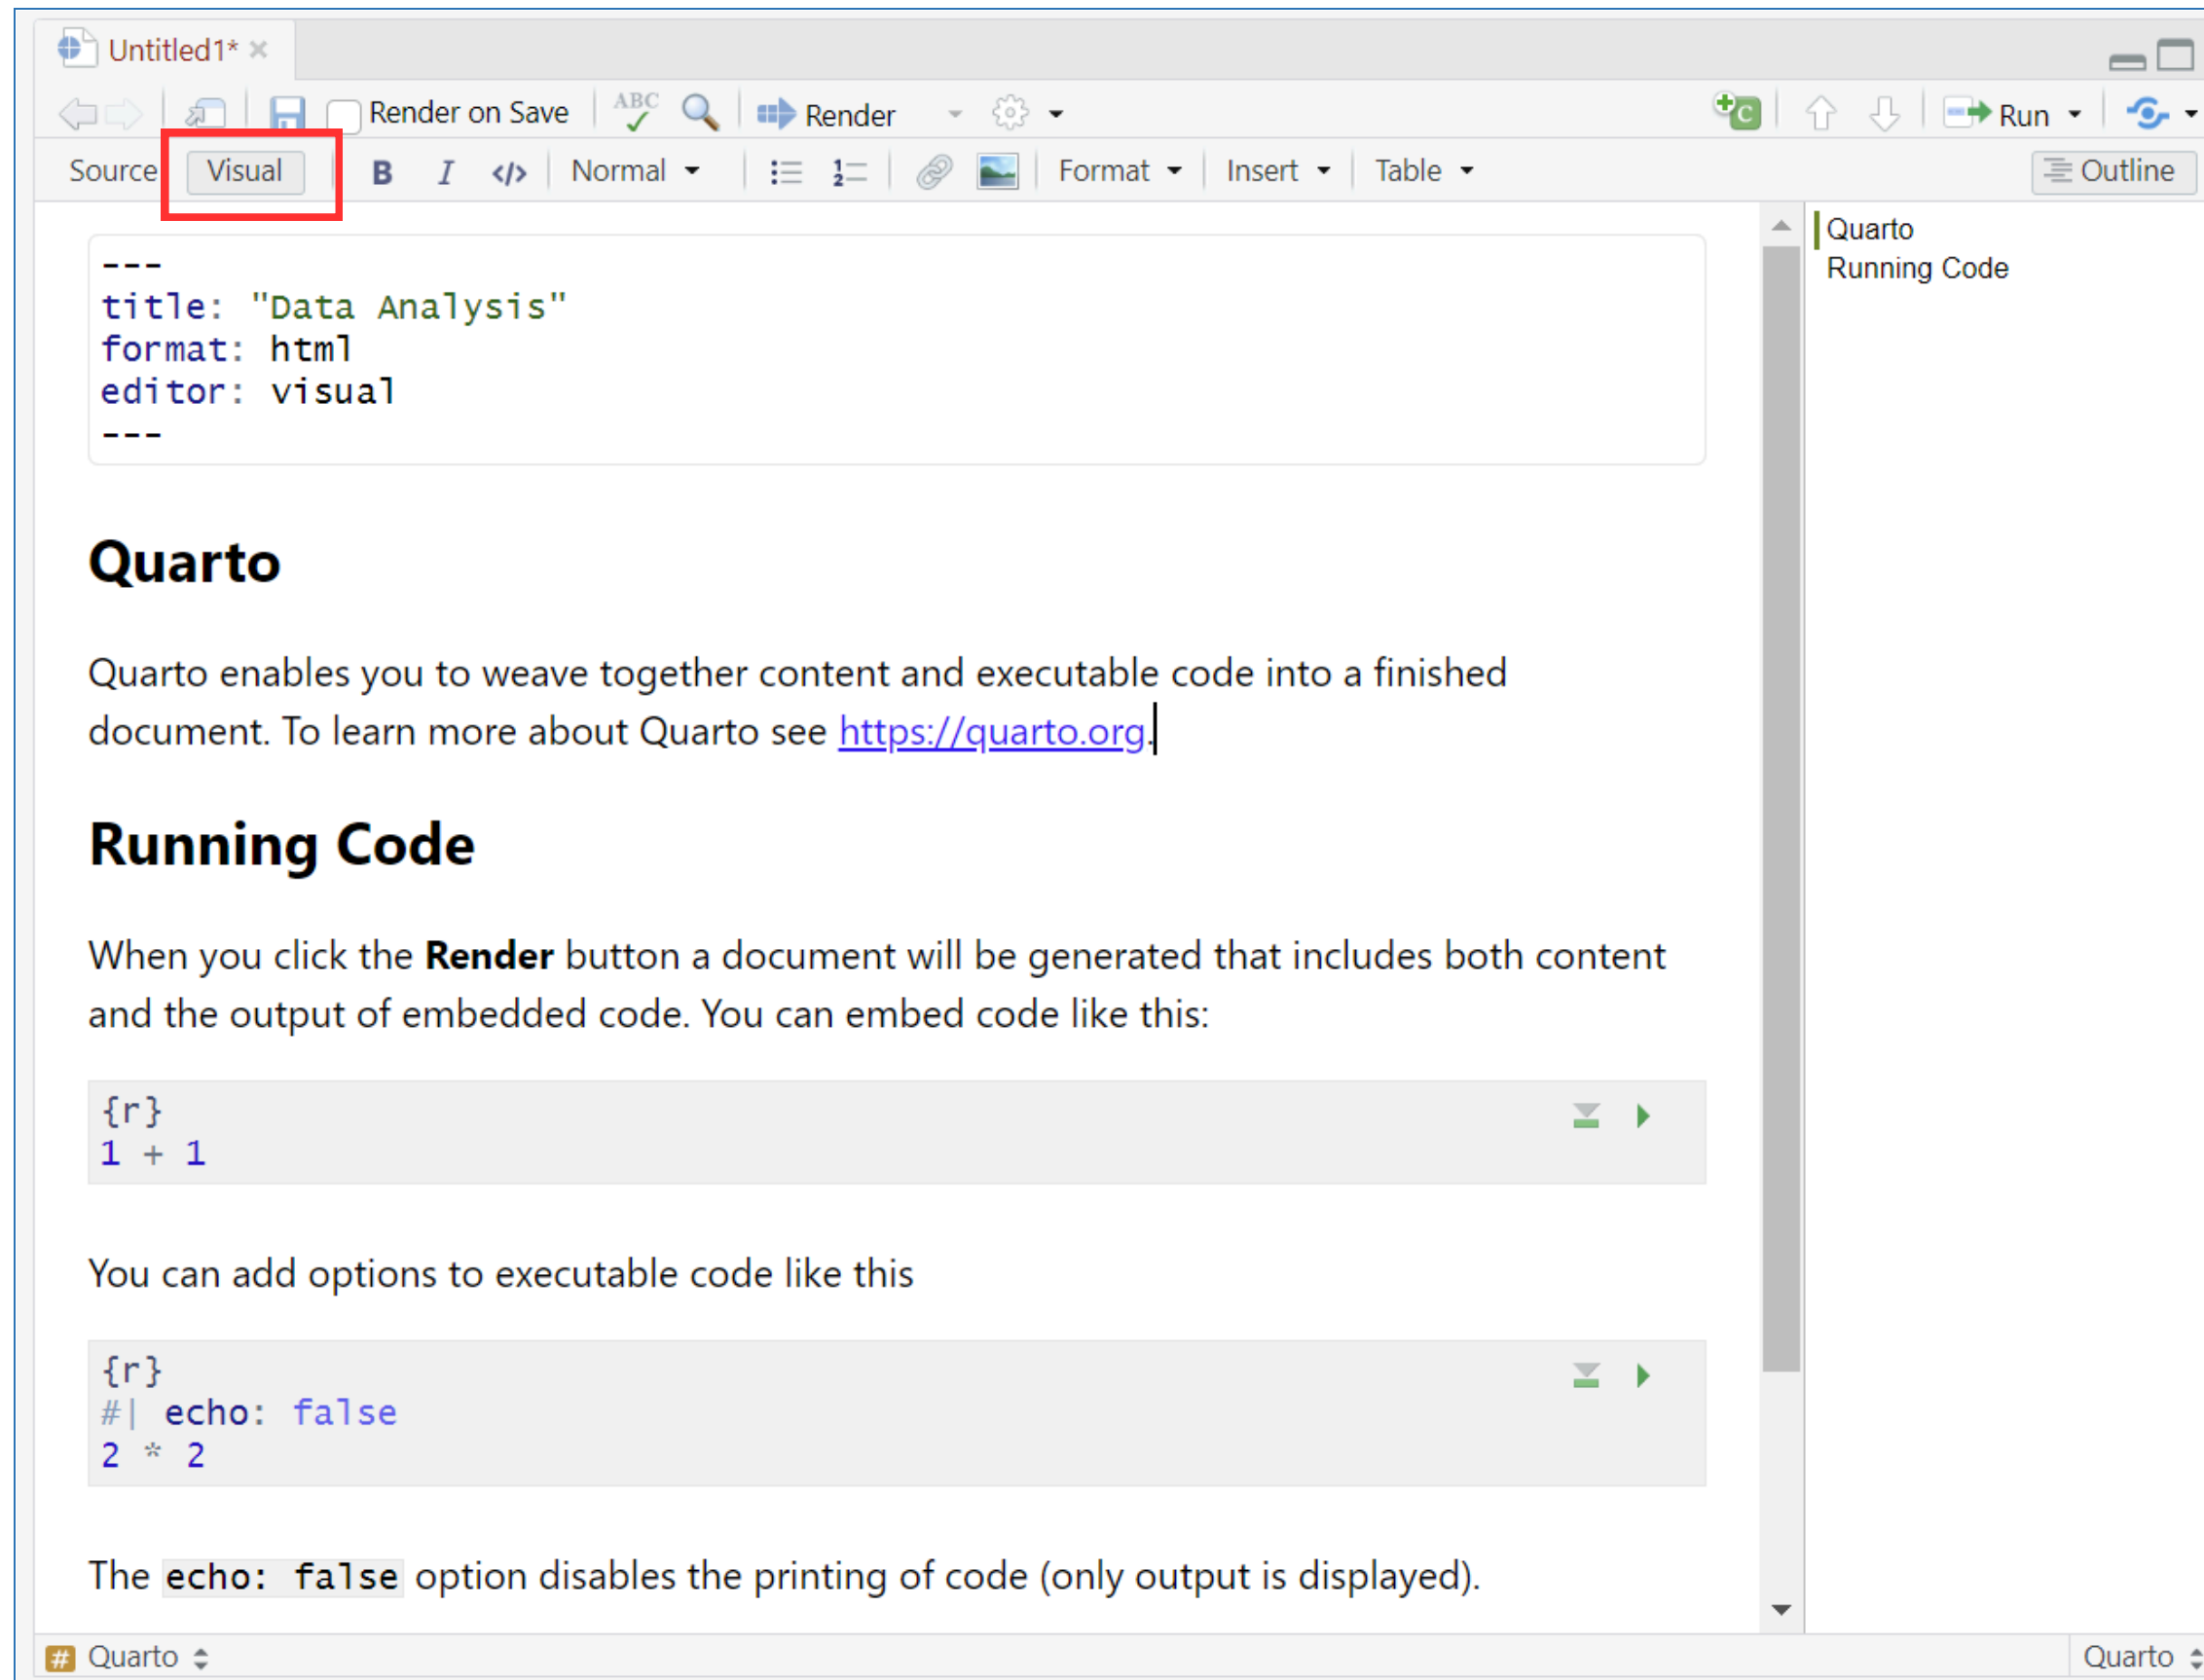 Untitled1*
Render on Save ABC Render Run
Source Visual B I </> Normal Format Insert Table Outline
---
title: "Data Analysis"
format: html
editor: visual
---
Quarto
Quarto enables you to weave together content and executable code into a finished
document. To learn more about Quarto see https://quarto.org.
Running Code
When you click the Render button a document will be generated that includes both content
and the output of embedded code. You can embed code like this:
{r}
1 + 1
You can add options to executable code like this
{r}
#| echo: false
2 * 2
The echo: false option disables the printing of code (only output is displayed).
Quarto
Running Code
# Quarto
Quarto